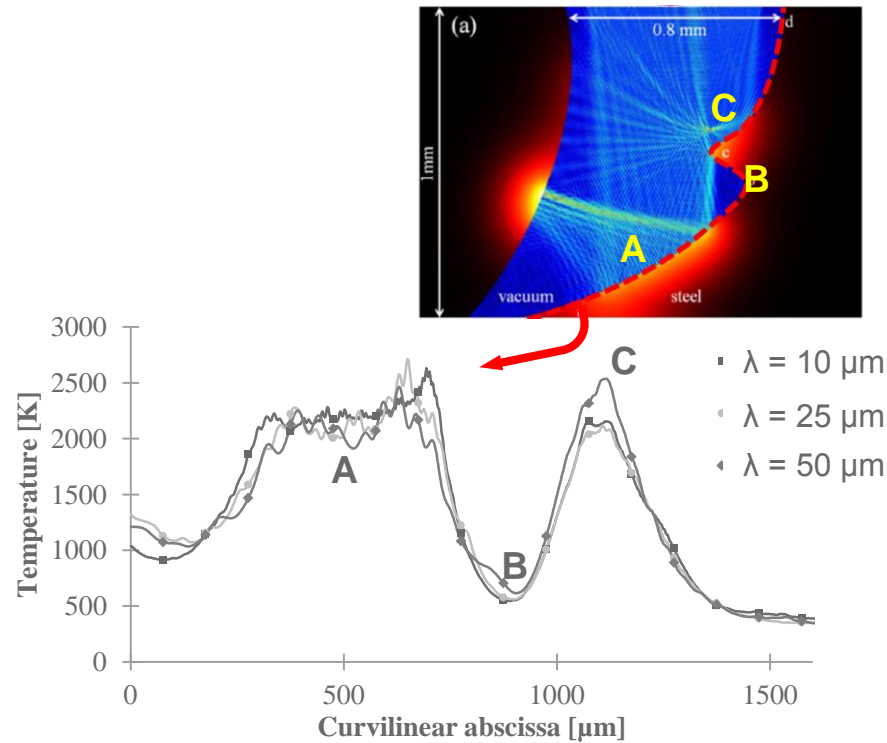 (a)
0.8 mm
d
C
c
B
1mm
A
vacuum
steel
3000
2500
2000
1500
1000
500
0
Temperature [K]
A
B
C
λ = 10 µm
λ = 25 µm
λ = 50 µm
0
500
1000
1500
Curvilinear abscissa [µm]